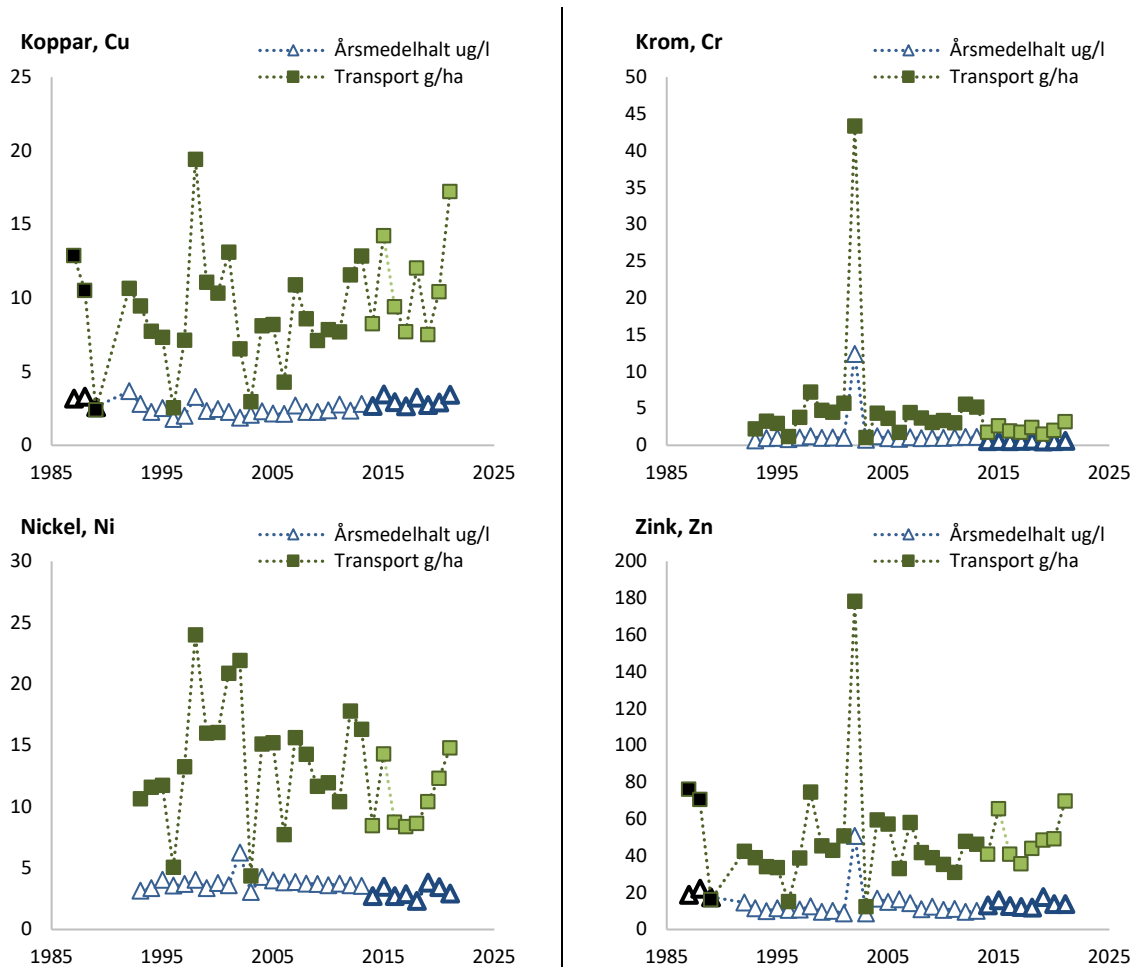 Koppar, Cu
Årsmedelhalt ug/l
Transport g/ha
25
20
15
10
5
0
1985 1995 2005 2015 2025
Krom, Cr
Årsmedelhalt ug/l
Transport g/ha
50
45
40
35
30
25
20
15
10
5
0
1985 1995 2005 2015 2025
Nickel, Ni
Årsmedelhalt ug/l
Transport g/ha
30
25
20
15
10
5
0
1985 1995 2005 2015 2025
Zink, Zn
Årsmedelhalt ug/l
Transport g/ha
200
180
160
140
120
100
80
60
40
20
0
1985 1995 2005 2015 2025